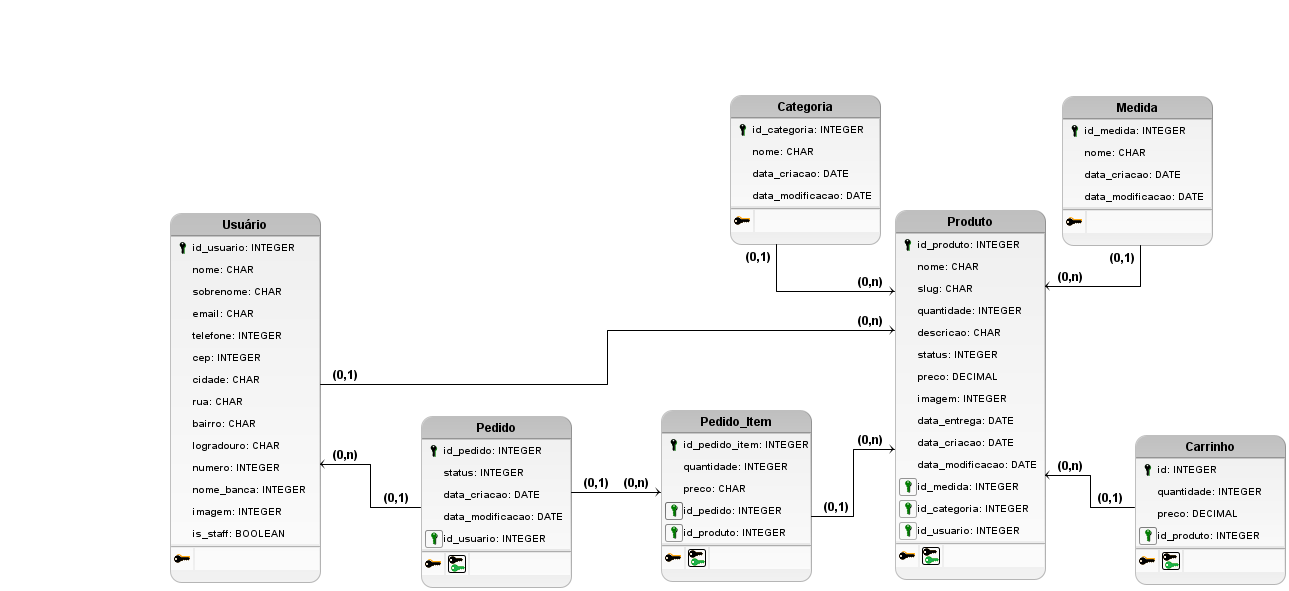 Categoria
id_categoria: INTEGER
nome: CHAR
data_criacao: DATE
data_modificacao: DATE
(0,1)
(0,n)
Medida
id_medida: INTEGER
nome: CHAR
data_criacao: DATE
data_modificacao: DATE
(0,1)
(0,n)
Usuário
id_usuario: INTEGER
nome: CHAR
sobrenome: CHAR
email: CHAR
telefone: INTEGER
cep: INTEGER
cidade: CHAR
rua: CHAR
bairro: CHAR
logradouro: CHAR
numero: INTEGER
nome_banca: INTEGER
imagem: INTEGER
is_staff: BOOLEAN
(0,1)
(0,n)
(0,n)
(0,1)
Pedido
id_pedido: INTEGER
status: INTEGER
data_criacao: DATE
data_modificacao: DATE
id_usuario: INTEGER
(0,1)
(0,n)
Pedido_Item
id_pedido_item: INTEGER
quantidade: INTEGER
preco: CHAR
id_pedido: INTEGER
id_produto: INTEGER
(0,1)
(0,n)
Produto
id_produto: INTEGER
nome: CHAR
slug: CHAR
quantidade: INTEGER
descricao: CHAR
status: INTEGER
preco: DECIMAL
imagem: INTEGER
data_entrega: DATE
data_criacao: DATE
data_modificacao: DATE
id_medida: INTEGER
id_categoria: INTEGER
id_usuario: INTEGER
(0,n)
(0,1)
Carrinho
id: INTEGER
quantidade: INTEGER
preco: DECIMAL
id_produto: INTEGER